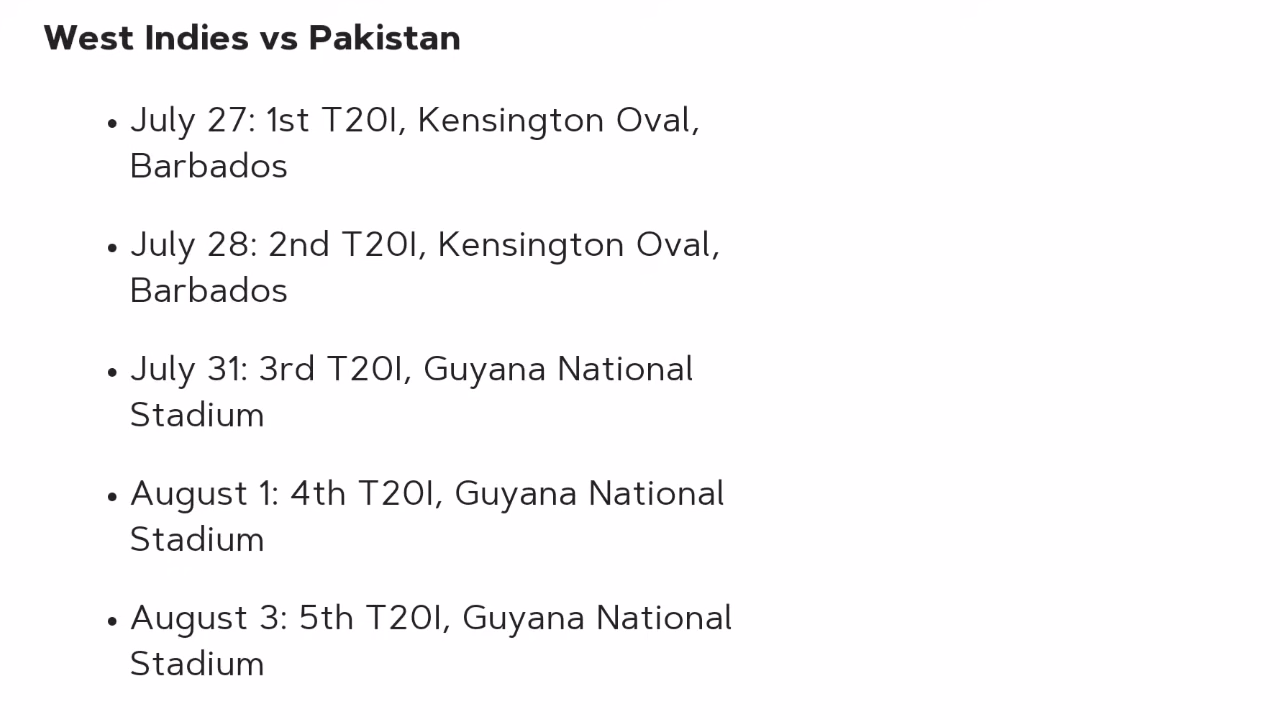 West Indies vs Pakistan
• July 27: 1st T20I, Kensington Oval,
Barbados
• July 28: 2nd T20I, Kensington Oval,
Barbados
• July 31: 3rd T20I, Guyana National
Stadium
• August 1: 4th T20I, Guyana National
Stadium
• August 3: 5th T20I, Guyana National
Stadium